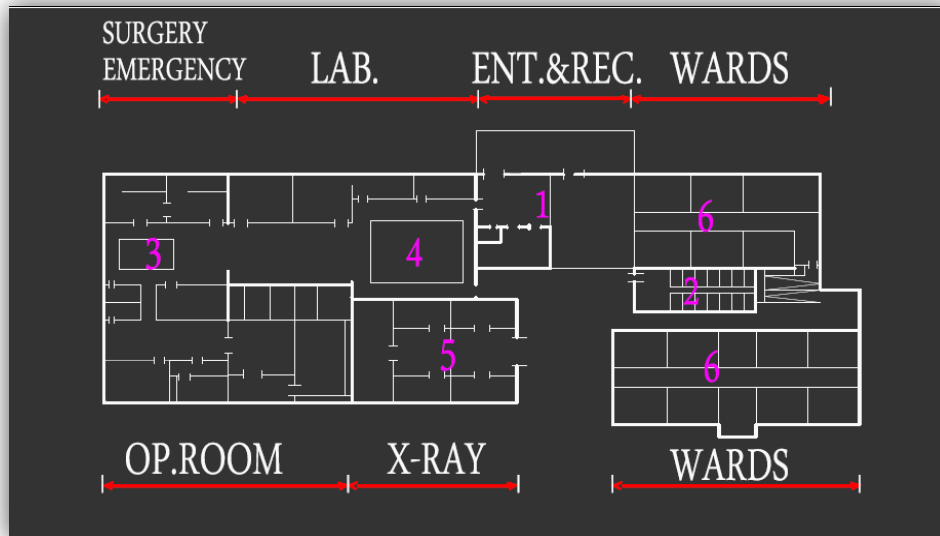 SURGERY
EMERGENCY
LAB.
ENT.&REC.
WARDS
1
6
3
4
2
5
6
OP.ROOM
X-RAY
WARDS